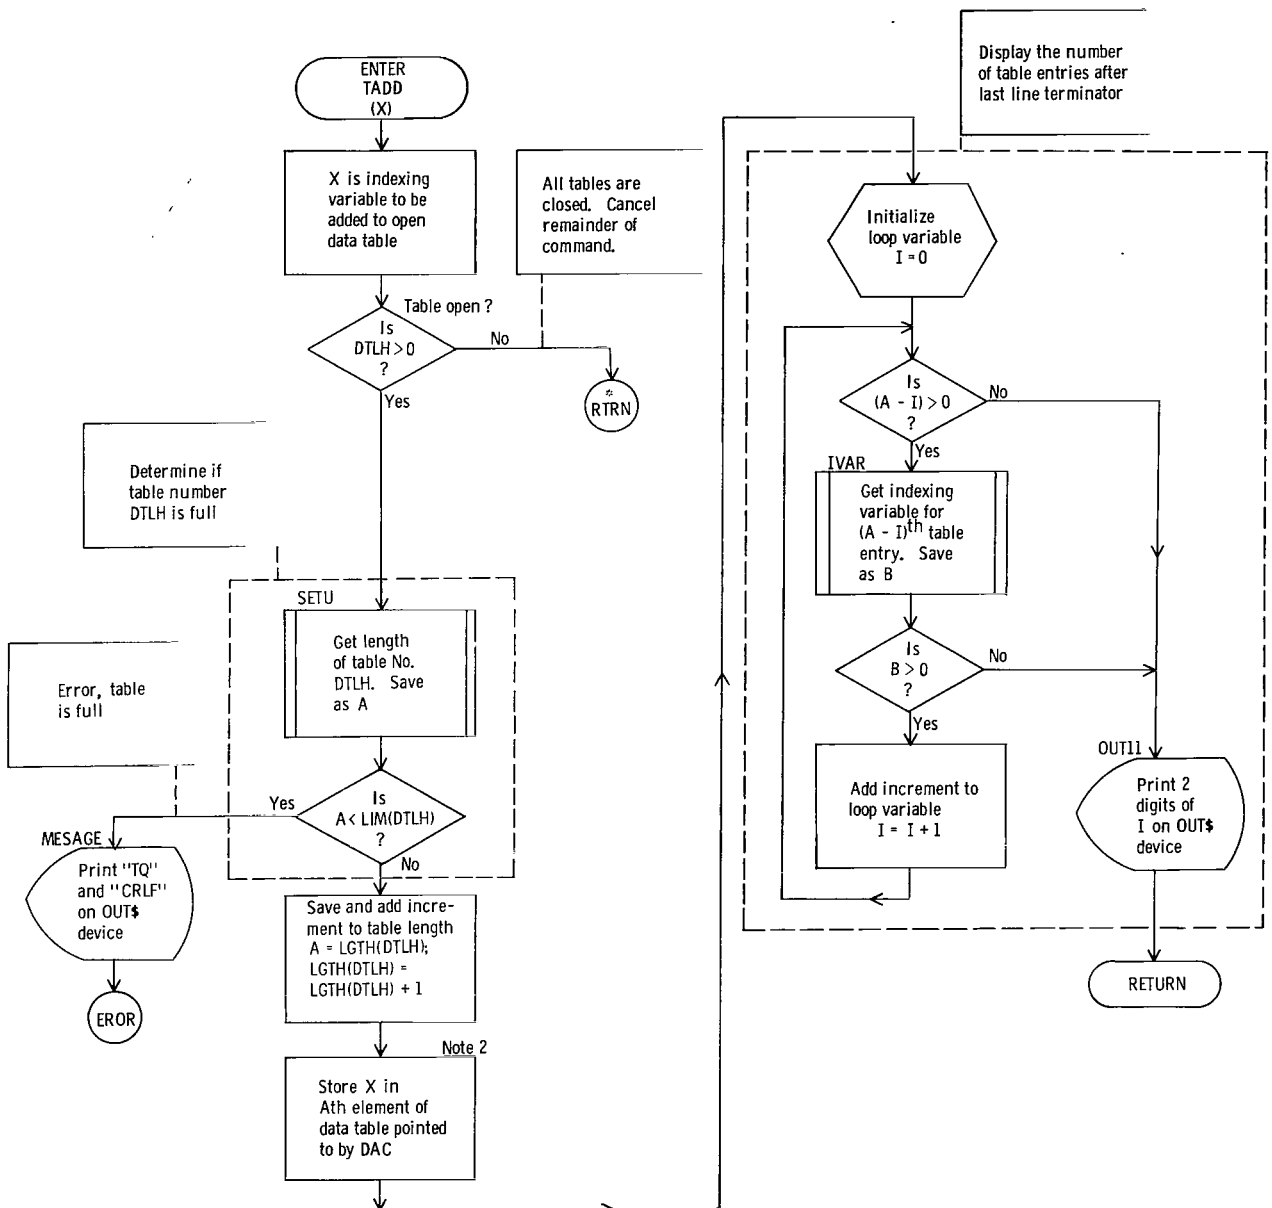 ENTER
TADD
(X)
X is indexing
variable to be
added to open
data table
All tables are
closed. Cancel
remainder of
command.
Table open ?
Is
DTLH > 0
?
No
Yes
*
RTRN
Determine if
table number
DTLH is full
SETU
Get length
of table No.
DTLH. Save
as A
Error, table
is full
Is
A < LIM(DTLH)
?
Yes
No
MESAGE
Print "TQ"
and "CRLF"
on OUT$
device
EROR
Save and add incre-
ment to table length
A = LGTH(DTLH);
LGTH(DTLH) =
LGTH(DTLH) + 1
Note 2
Store X in
Ath element of
data table pointed
to by DAC
Display the number
of table entries after
last line terminator
Initialize
loop variable
I = 0
Is
(A - I) > 0
?
No
Yes
IVAR
Get indexing
variable for
(A - I)th table
entry. Save
as B
Is
B > 0
?
No
Yes
Add increment to
loop variable
I = I + 1
OUT11
Print 2
digits of
I on OUT$
device
RETURN